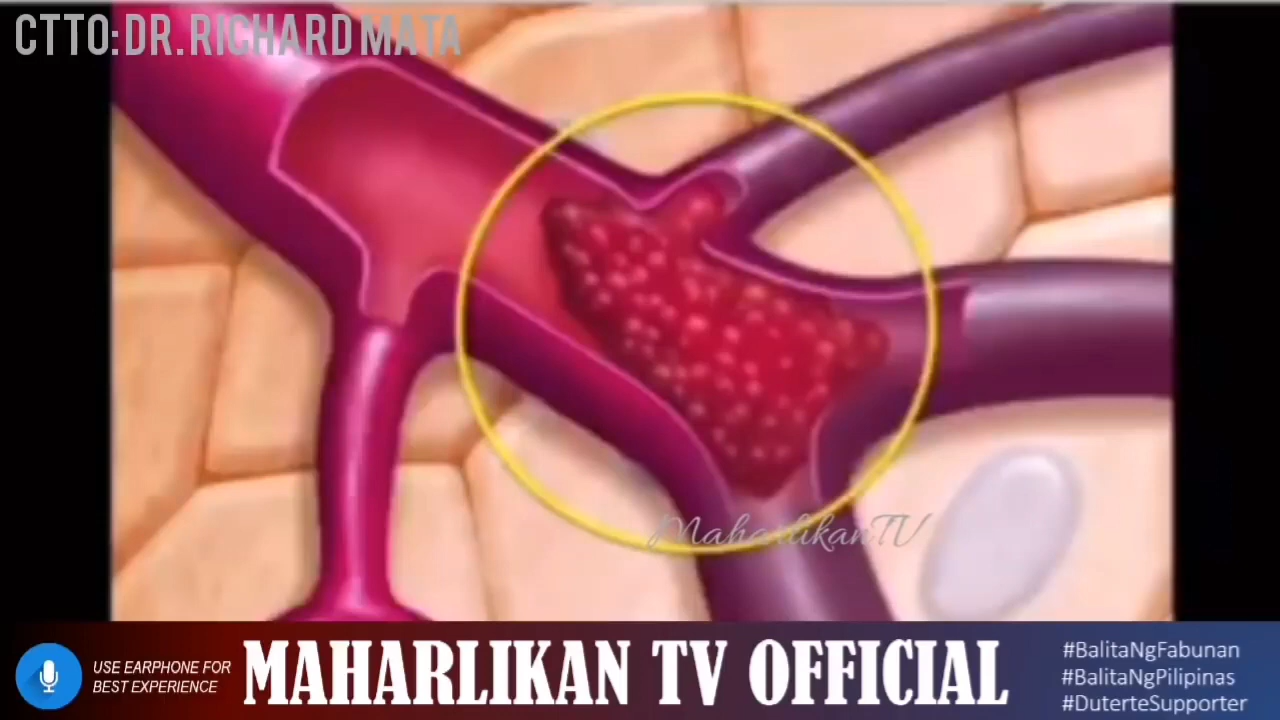 CTTO: DR. RICHARD MATA
MaharlikanTV
USE EARPHONE FOR
BEST EXPERIENCE
MAHARLIKAN TV OFFICIAL
#BalitaNgFabunan
#BalitaNgPilipinas
#DuterteSupporter